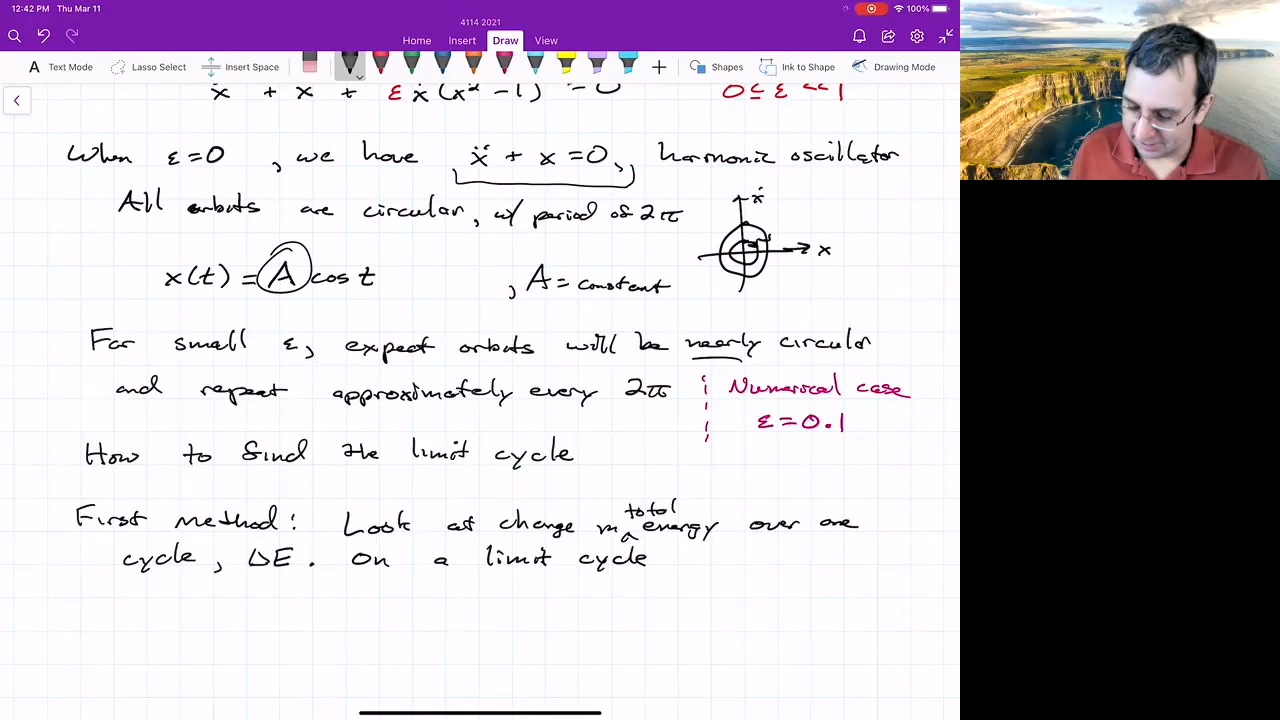 12:42 PM Thu Mar 11
100%
4114 2021
Home Insert Draw View
A Text Mode Lasso Select Insert Space Shapes Ink to Shape Drawing Mode
ẍ + x + ε ẋ (x² - 1) = 0 0 ≤ ε << 1
When ε = 0, we have ẍ + x = 0, harmonic oscillator
All orbits are circular, w/ period of 2π
ẋ
x
x(t) = A cos t , A = constant
For small ε, expect orbits will be nearly circular
and repeat approximately every 2π
Numerical case
ε = 0.1
How to find the limit cycle
First method: Look at change in total energy over one
cycle, ΔE. On a limit cycle